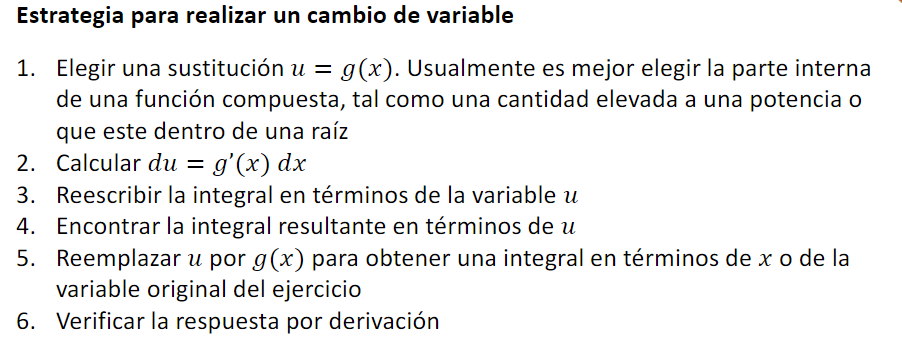 Estrategia para realizar un cambio de variable
1. Elegir una sustitución u = g(x). Usualmente es mejor elegir la parte interna
de una función compuesta, tal como una cantidad elevada a una potencia o
que este dentro de una raíz
2. Calcular du = g’(x) dx
3. Reescribir la integral en términos de la variable u
4. Encontrar la integral resultante en términos de u
5. Reemplazar u por g(x) para obtener una integral en términos de x o de la
variable original del ejercicio
6. Verificar la respuesta por derivación